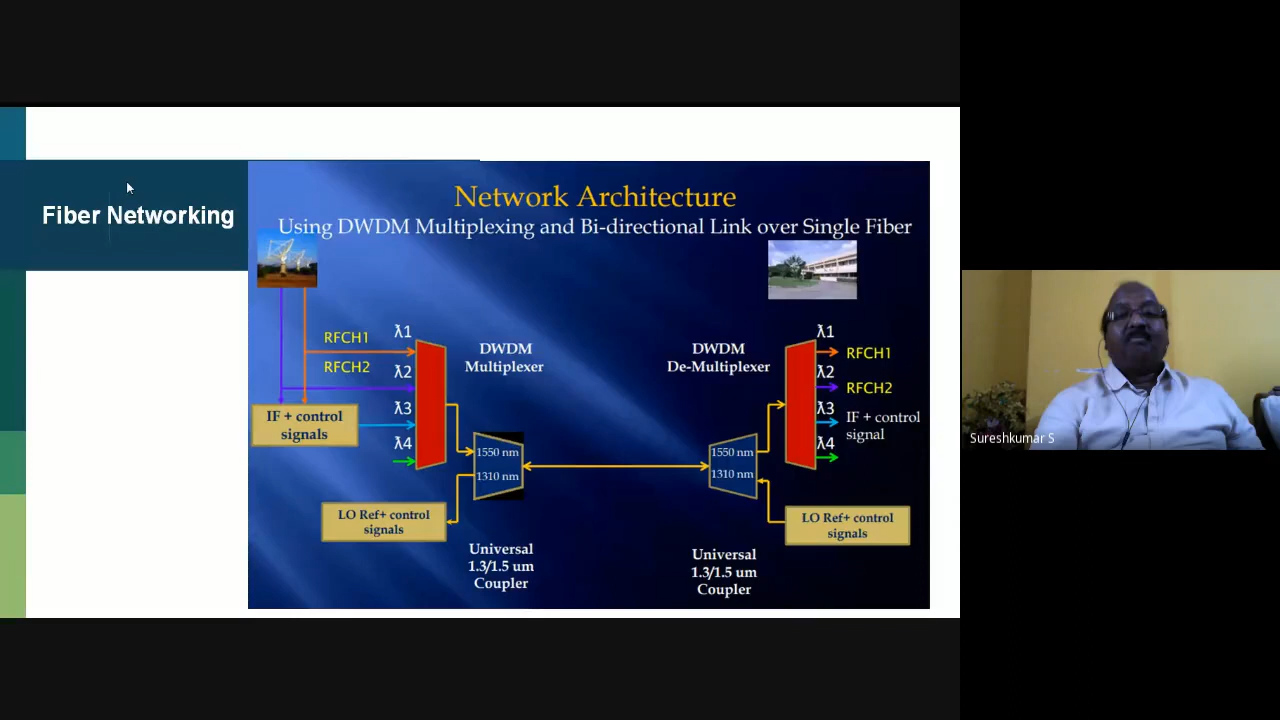 Fiber Networking
Network Architecture
Using DWDM Multiplexing and Bi-directional Link over Single Fiber
RFCH1
RFCH2
λ1
λ2
λ3
λ4
IF + control
signals
DWDM
Multiplexer
1550 nm
1310 nm
LO Ref+ control
signals
Universal
1.3/1.5 um
Coupler
DWDM
De-Multiplexer
1550 nm
1310 nm
Universal
1.3/1.5 um
Coupler
λ1
RFCH1
λ2
RFCH2
λ3
IF + control
signal
λ4
LO Ref+ control
signals
Sureshkumar S